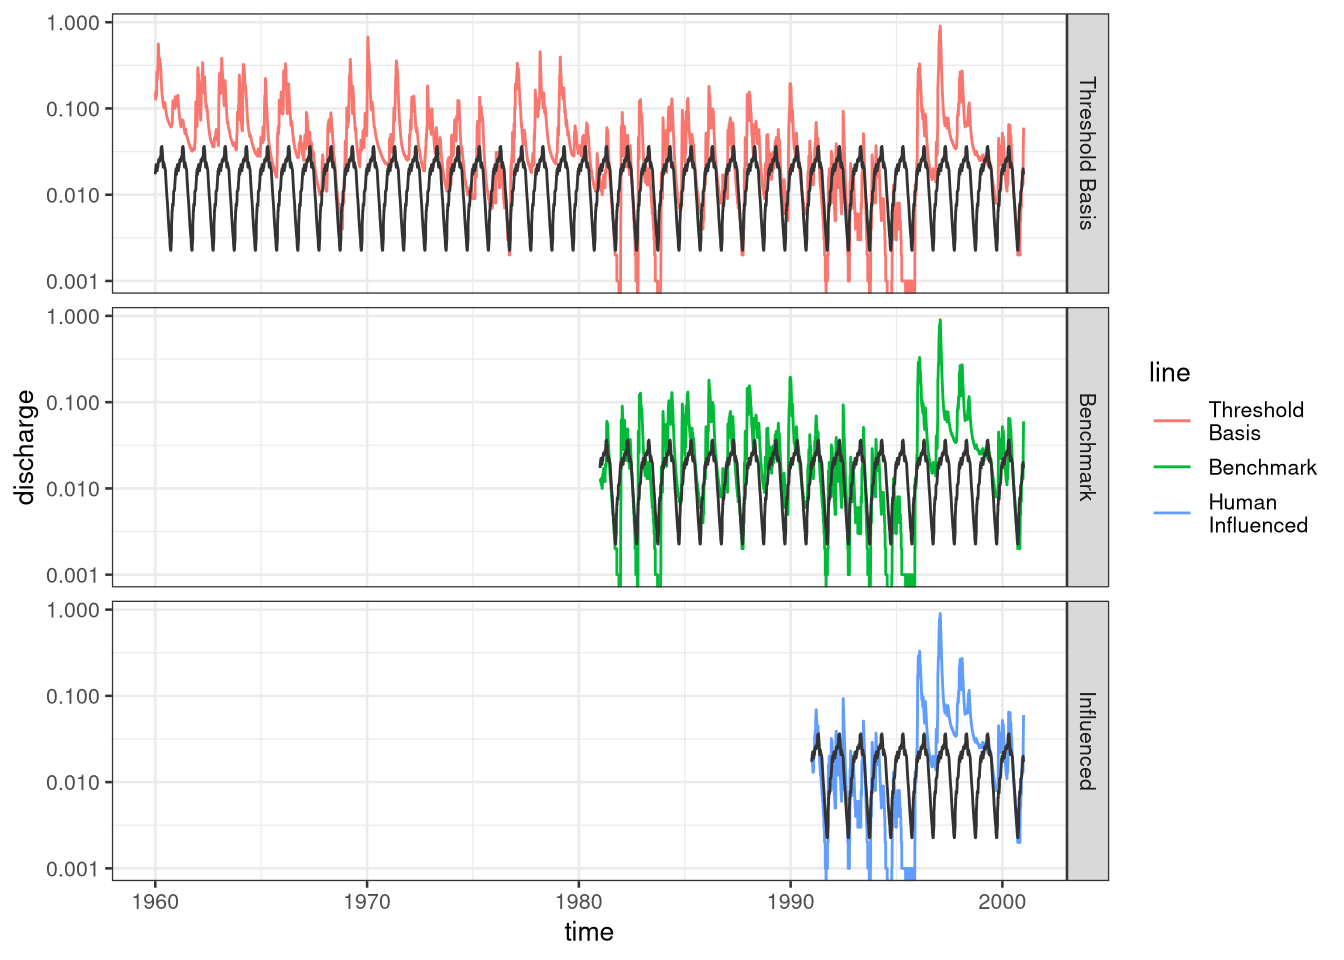 1.000
0.100
0.010
0.001
Threshold Basis
1.000
0.100
0.010
0.001
Benchmark
1.000
0.100
0.010
0.001
Influenced
discharge
1960
1970
1980
1990
2000
time
line
Threshold
Basis
Benchmark
Human
Influenced